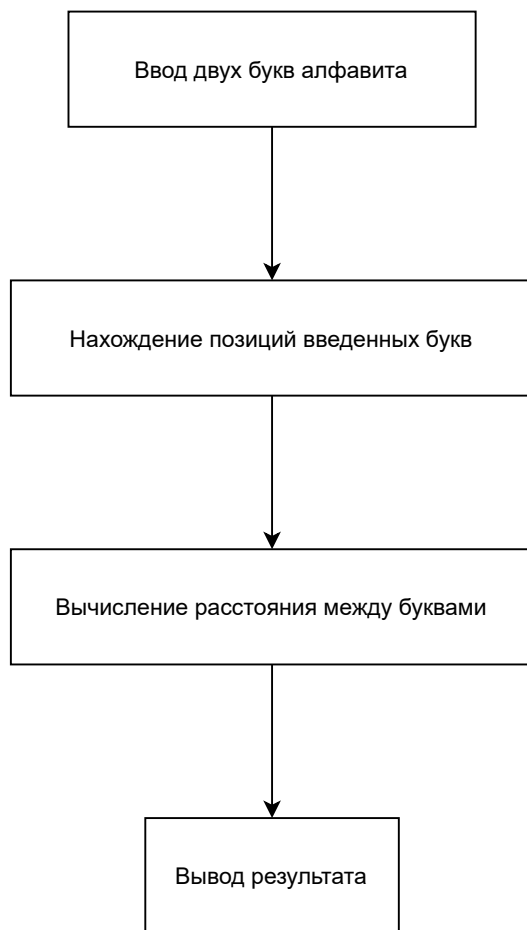 Ввод двух букв алфавита
Нахождение позиций введенных букв
Вычисление расстояния между буквами
Вывод результата